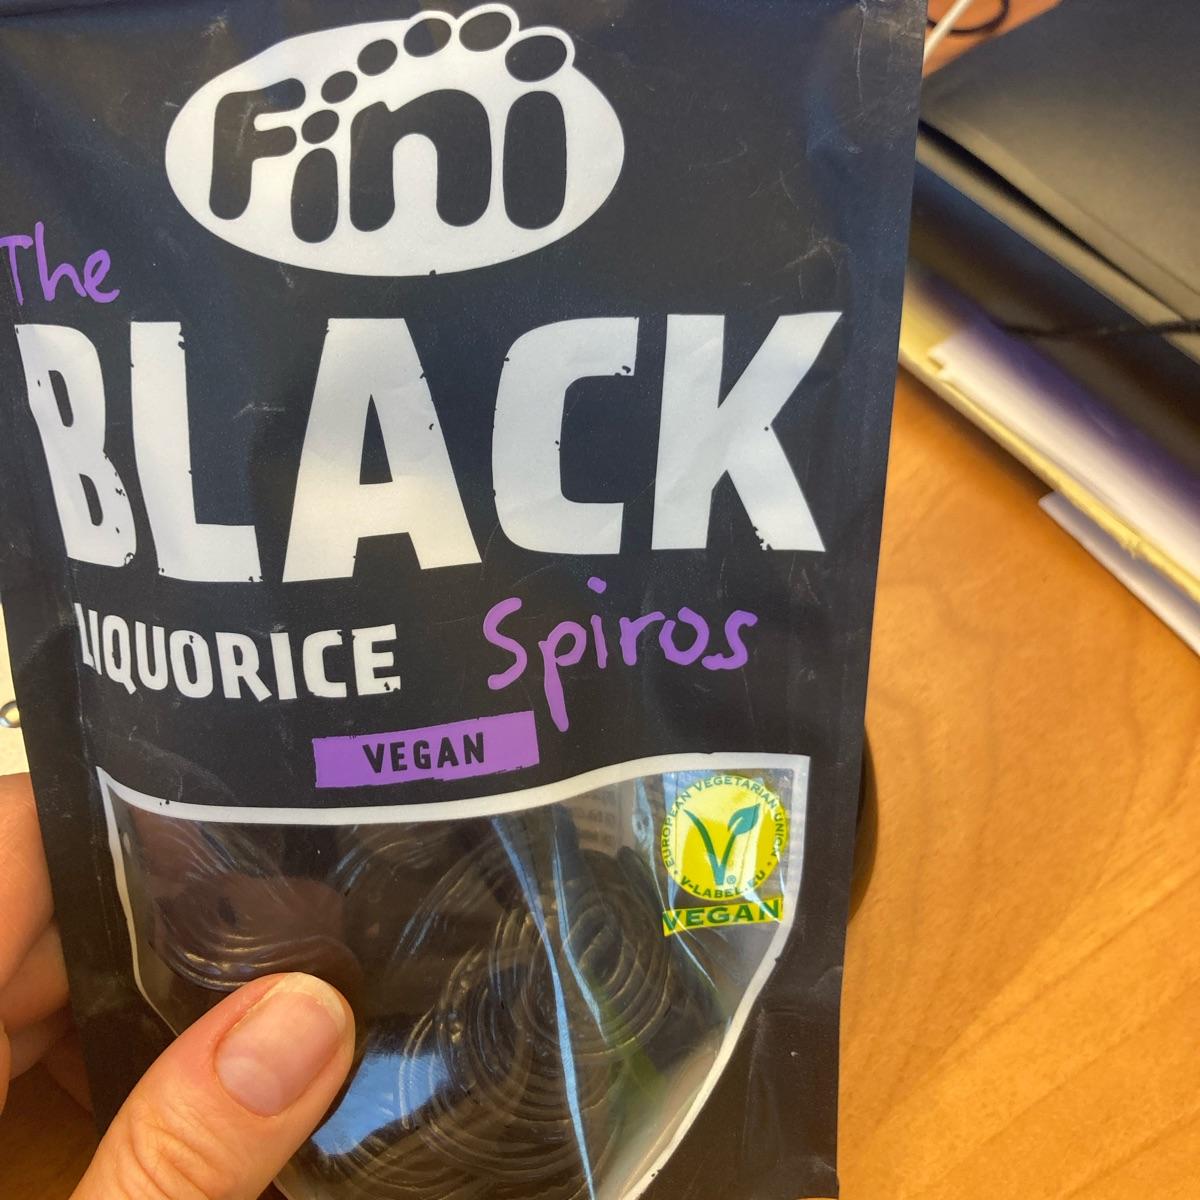 Fini
The
BLACK
LIQUORICE Spiros
VEGAN
EUROPEAN VEGETARIAN UNION
V-LABEL.EU
VEGAN